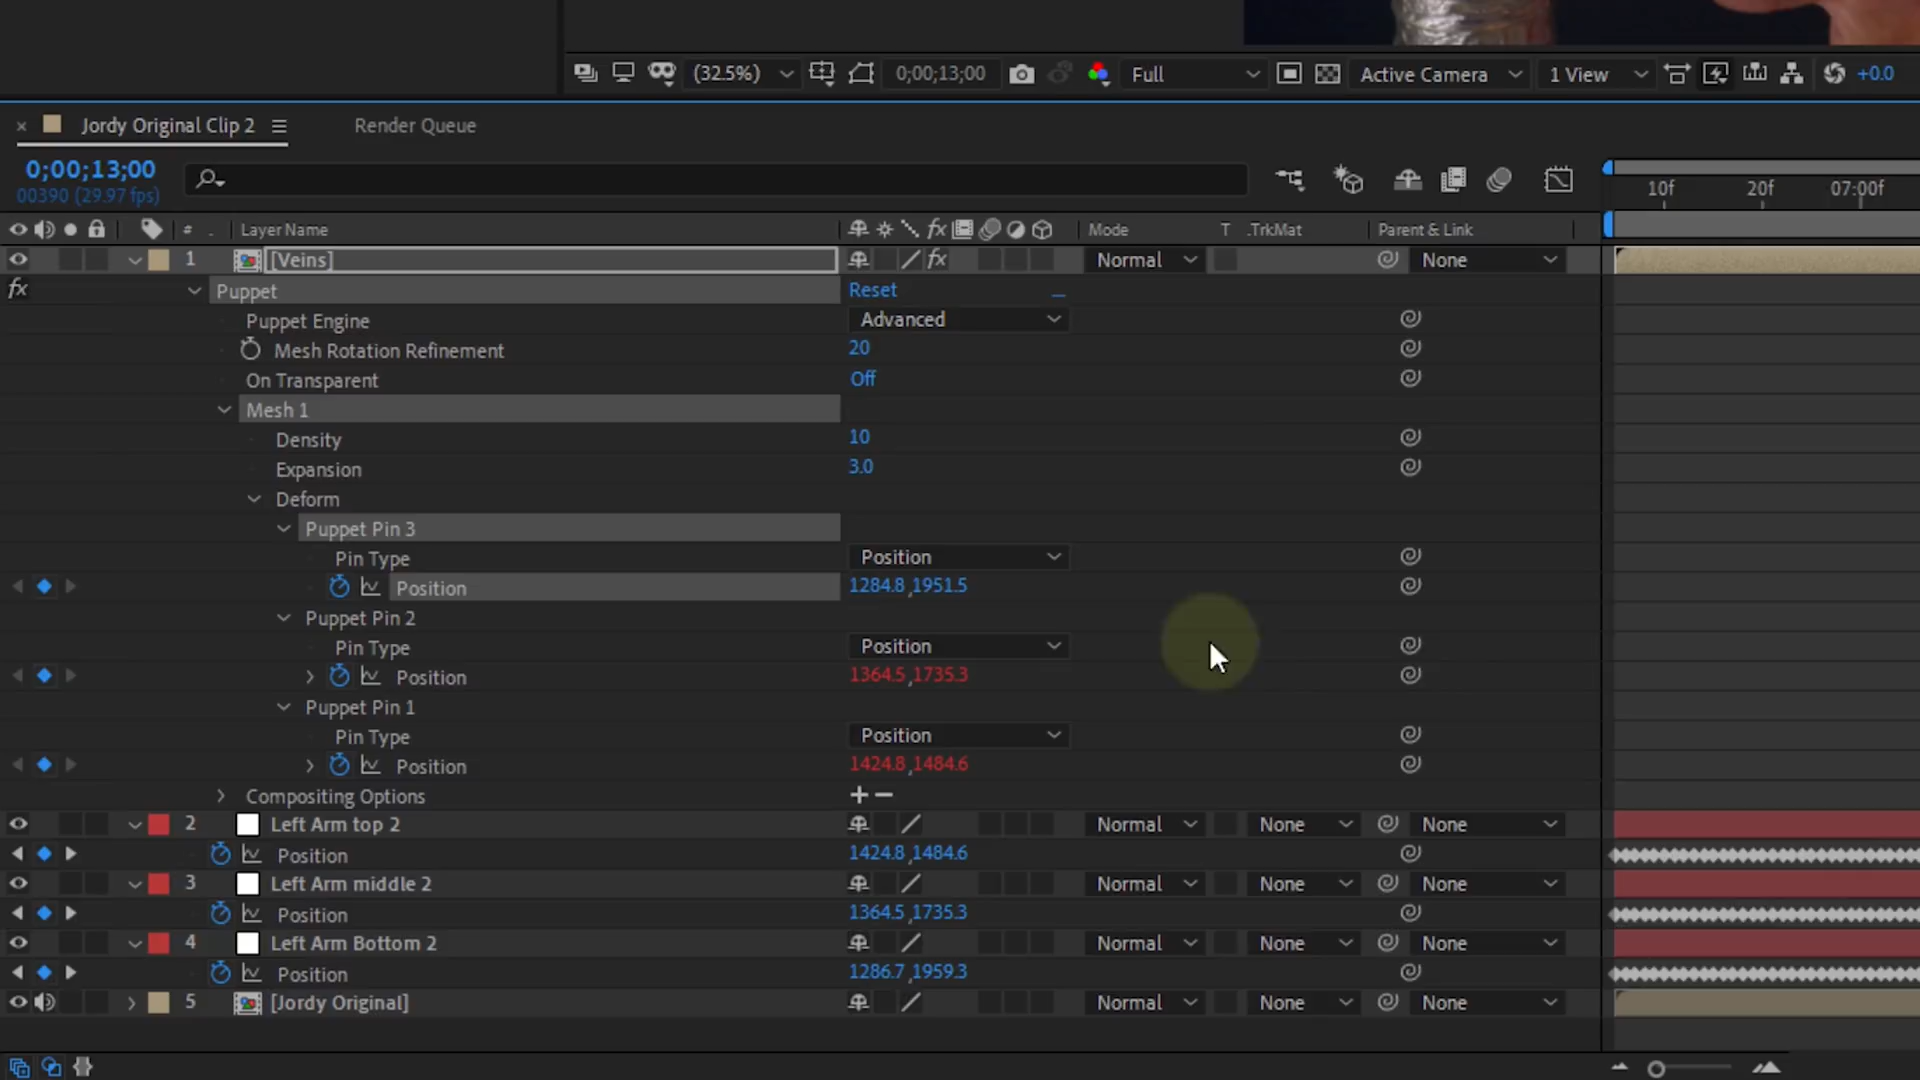 (32.5%) 0;00;13;00 Full Active Camera 1 View +0.0
× Jordy Original Clip 2 Render Queue
0;00;13;00
00390 (29.97 fps)
10f 20f 07:00f
# . Layer Name fx Mode T .TrkMat Parent & Link
1 [Veins] fx Normal None
fx Puppet Reset
Puppet Engine Advanced
Mesh Rotation Refinement 20
On Transparent Off
Mesh 1
Density 10
Expansion 3.0
Deform
Puppet Pin 3
Pin Type Position
Position 1284.8,1951.5
Puppet Pin 2
Pin Type Position
Position 1364.5,1735.3
Puppet Pin 1
Pin Type Position
Position 1424.8,1484.6
Compositing Options + −
2 Left Arm top 2 Normal None None
Position 1424.8,1484.6
3 Left Arm middle 2 Normal None None
Position 1364.5,1735.3
4 Left Arm Bottom 2 Normal None None
Position 1286.7,1959.3
5 [Jordy Original] Normal None None